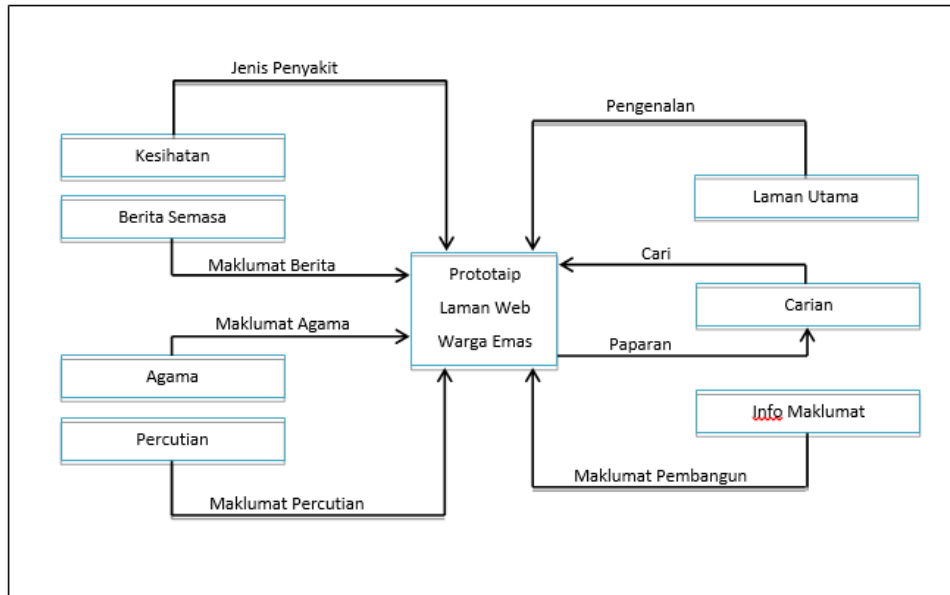 Jenis Penyakit
Pengenalan
Kesihatan
Laman Utama
Berita Semasa
Maklumat Berita
Cari
Prototaip
Laman Web
Warga Emas
Carian
Maklumat Agama
Paparan
Agama
Info Maklumat
Percutian
Maklumat Pembangun
Maklumat Percutian